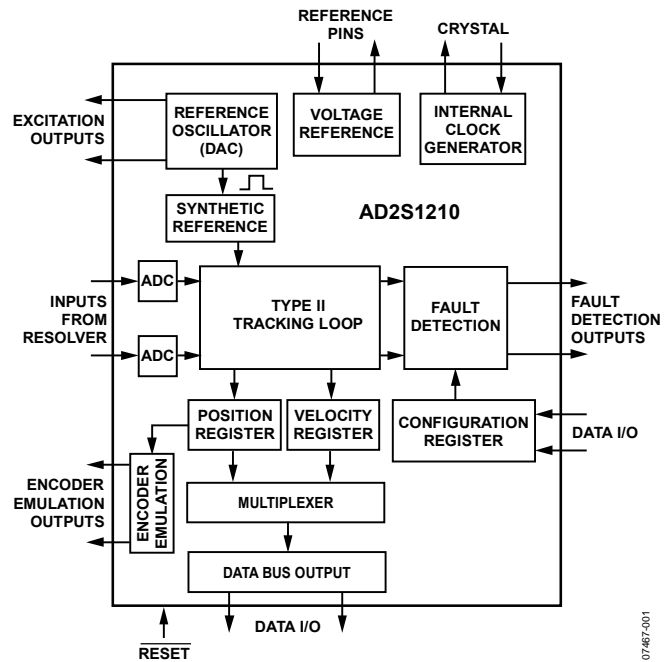 REFERENCE
PINS
CRYSTAL
EXCITATION
OUTPUTS
REFERENCE
OSCILLATOR
(DAC)
VOLTAGE
REFERENCE
INTERNAL
CLOCK
GENERATOR
SYNTHETIC
REFERENCE
AD2S1210
INPUTS
FROM
RESOLVER
ADC
ADC
TYPE II
TRACKING LOOP
FAULT
DETECTION
FAULT
DETECTION
OUTPUTS
POSITION
REGISTER
VELOCITY
REGISTER
CONFIGURATION
REGISTER
DATA I/O
ENCODER
EMULATION
OUTPUTS
ENCODER
EMULATION
MULTIPLEXER
DATA BUS OUTPUT
DATA I/O
RESET
07467-001